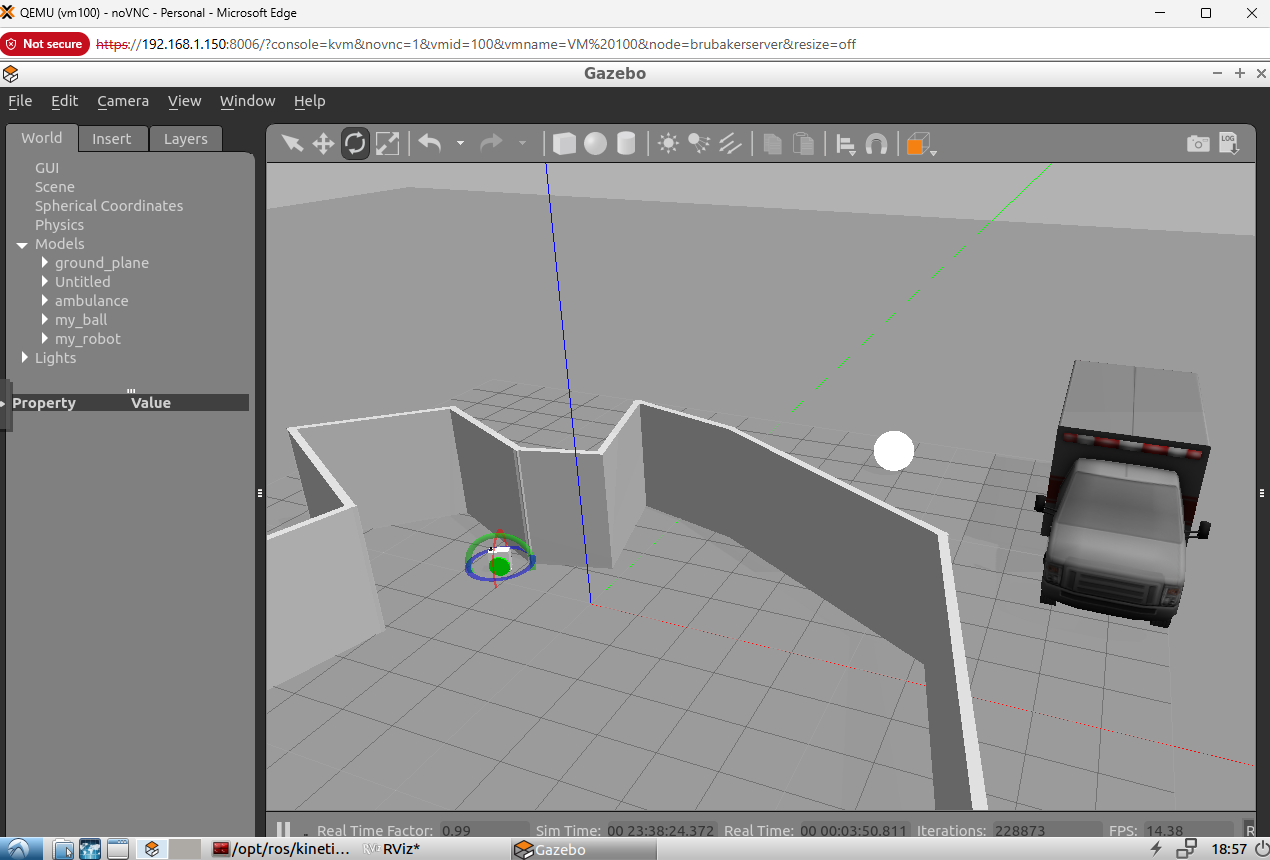 QEMU (vm100) - noVNC - Personal - Microsoft Edge
Not secure https://192.168.1.150:8006/?console=kvm&novnc=1&vmid=100&vmname=VM%20100&node=brubakerserver&resize=off
Gazebo
File Edit Camera View Window Help
World Insert Layers
LOG
GUI
Scene
Spherical Coordinates
Physics
Models
ground_plane
Untitled
ambulance
my_ball
my_robot
Lights
Property Value
Real Time Factor: 0.99 Sim Time: 00 23:38:24.372 Real Time: 00 00:03:50.811 Iterations: 228873 FPS: 14.38 R
/opt/ros/kineti... RViz RViz* Gazebo 18:57